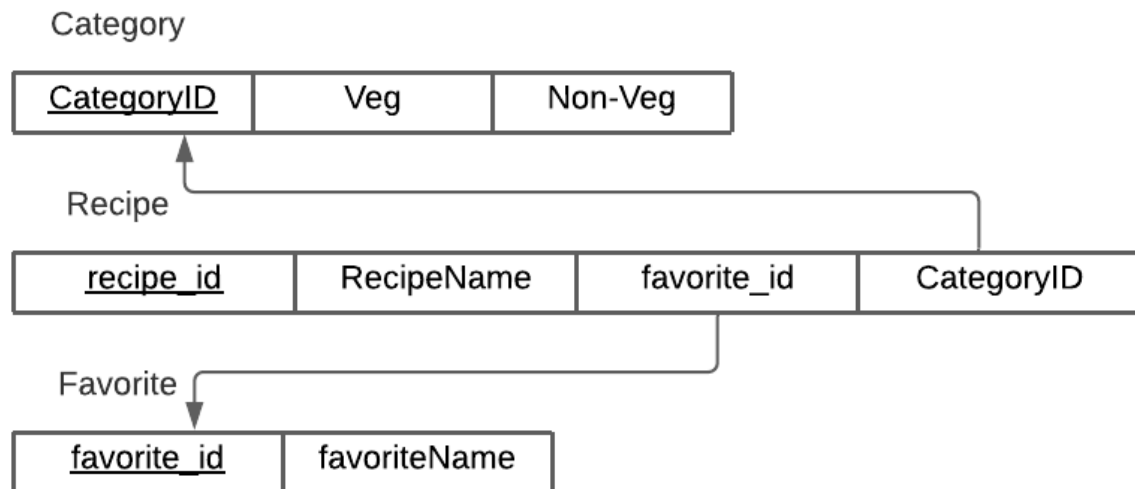 Category
CategoryID Veg Non-Veg
Recipe
recipe_id RecipeName favorite_id CategoryID
Favorite
favorite_id favoriteName